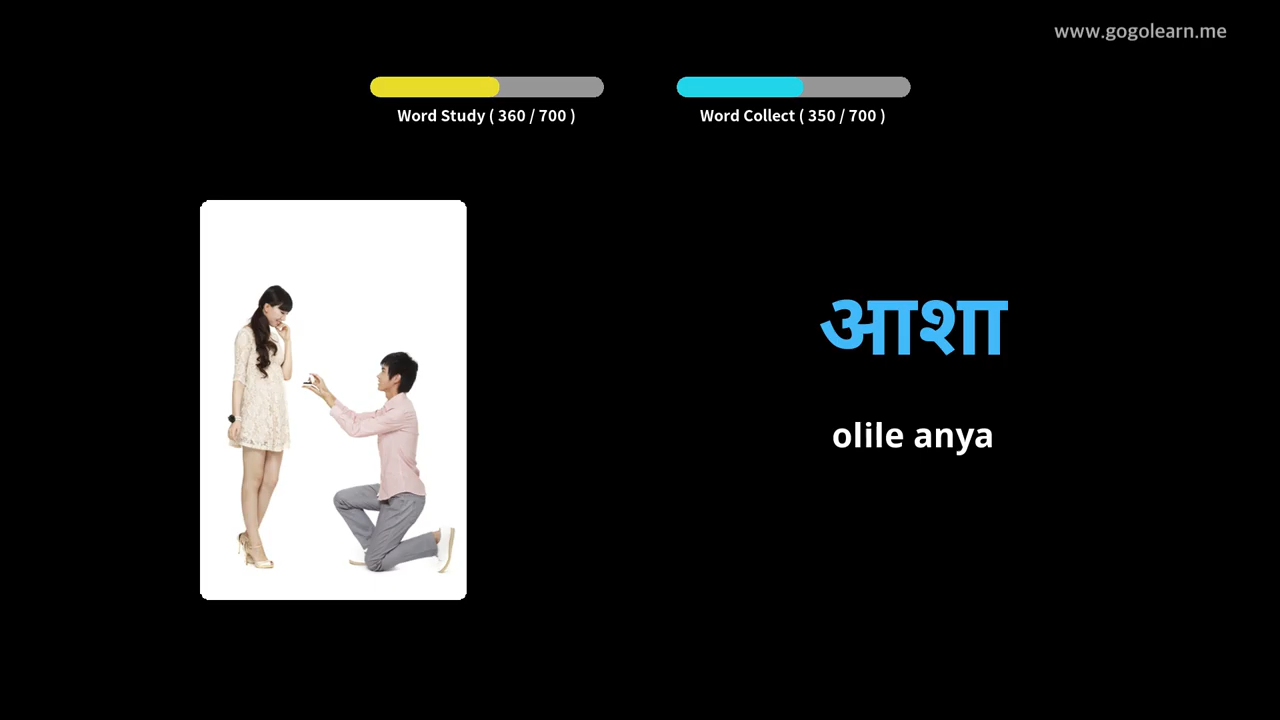 www.gogolearn.me
Word Study ( 360 / 700 )
Word Collect ( 350 / 700 )
आशा
olile anya